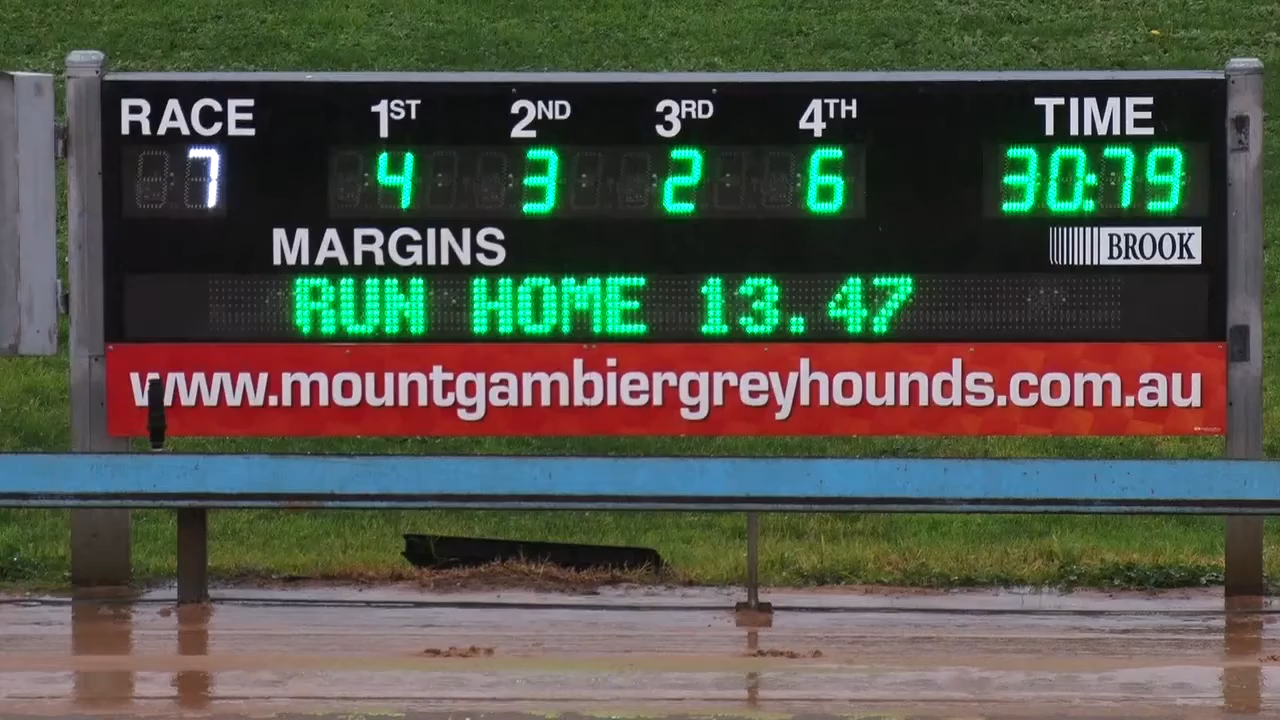 RACE 1ST 2ND 3RD 4TH TIME
7 4 3 2 6 30:79
MARGINS BROOK
RUN HOME 13.47
www.mountgambiergreyhounds.com.au